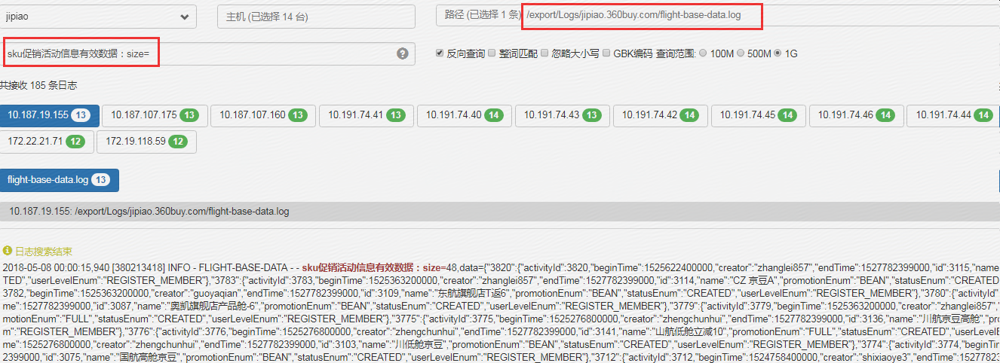 jipiao 主机 (已选择 14 台) 路径 (已选择 1 条) /export/Logs/jipiao.360buy.com/flight-base-data.log
sku促销活动信息有效数据：size= ? 反向查询 整词匹配 忽略大小写 GBK编码 查询范围: 100M 500M 1G
共接收 185 条日志
10.187.19.155 13 10.187.107.175 13 10.187.107.160 13 10.191.74.41 13 10.191.74.40 14 10.191.74.43 13 10.191.74.42 14 10.191.74.45 14 10.191.74.46 14 10.191.74.44 14
172.22.21.71 12 172.19.118.59 12
flight-base-data.log 13
10.187.19.155: /export/Logs/jipiao.360buy.com/flight-base-data.log
日志搜索结束
2018-05-08 00:00:15,940 [380213418] INFO - FLIGHT-BASE-DATA - - sku促销活动信息有效数据：size=48,data={"3820":{"activityId":3820,"beginTime":1525622400000,"creator":"zhanglei857","endTime":1527782399000,"id":3115,"name
TED","userLevelEnum":"REGISTER_MEMBER"},"3783":{"activityId":3783,"beginTime":1525363200000,"creator":"zhanglei857","endTime":1527782399000,"id":3114,"name":"CZ 京豆A","promotionEnum":"BEAN","statusEnum":"CREATED
3782,"beginTime":1525363200000,"creator":"guoyaqian","endTime":1527782399000,"id":3109,"name":"东航旗舰店T返6","promotionEnum":"BEAN","statusEnum":"CREATED","userLevelEnum":"REGISTER_MEMBER"},"3780":{"activityId"
me":1527782399000,"id":3087,"name":"奥凯旗舰店产品舱-6","promotionEnum":"BEAN","statusEnum":"CREATED","userLevelEnum":"REGISTER_MEMBER"},"3779":{"activityId":3779,"beginTime":1525363200000,"creator":"zhanglei857","
motionEnum":"FULL","statusEnum":"CREATED","userLevelEnum":"REGISTER_MEMBER"},"3775":{"activityId":3775,"beginTime":1525276800000,"creator":"zhengchunhui","endTime":1527782399000,"id":3136,"name":"川航京豆高舱","pro
m":"REGISTER_MEMBER"},"3776":{"activityId":3776,"beginTime":1525276800000,"creator":"zhengchunhui","endTime":1527782399000,"id":3141,"name":"山航低舱立减10","promotionEnum":"FULL","statusEnum":"CREATED","userLe
me":1525276800000,"creator":"zhengchunhui","endTime":1527782399000,"id":3103,"name":"川低舱京豆","promotionEnum":"BEAN","statusEnum":"CREATED","userLevelEnum":"REGISTER_MEMBER"},"3774":{"activityId":3774,"beginTime
2399000,"id":3075,"name":"国航高舱京豆","promotionEnum":"BEAN","statusEnum":"CREATED","userLevelEnum":"REGISTER_MEMBER"},"3712":{"activityId":3712,"beginTime":1524758400000,"creator":"shixiaoye3","endTime":1527782